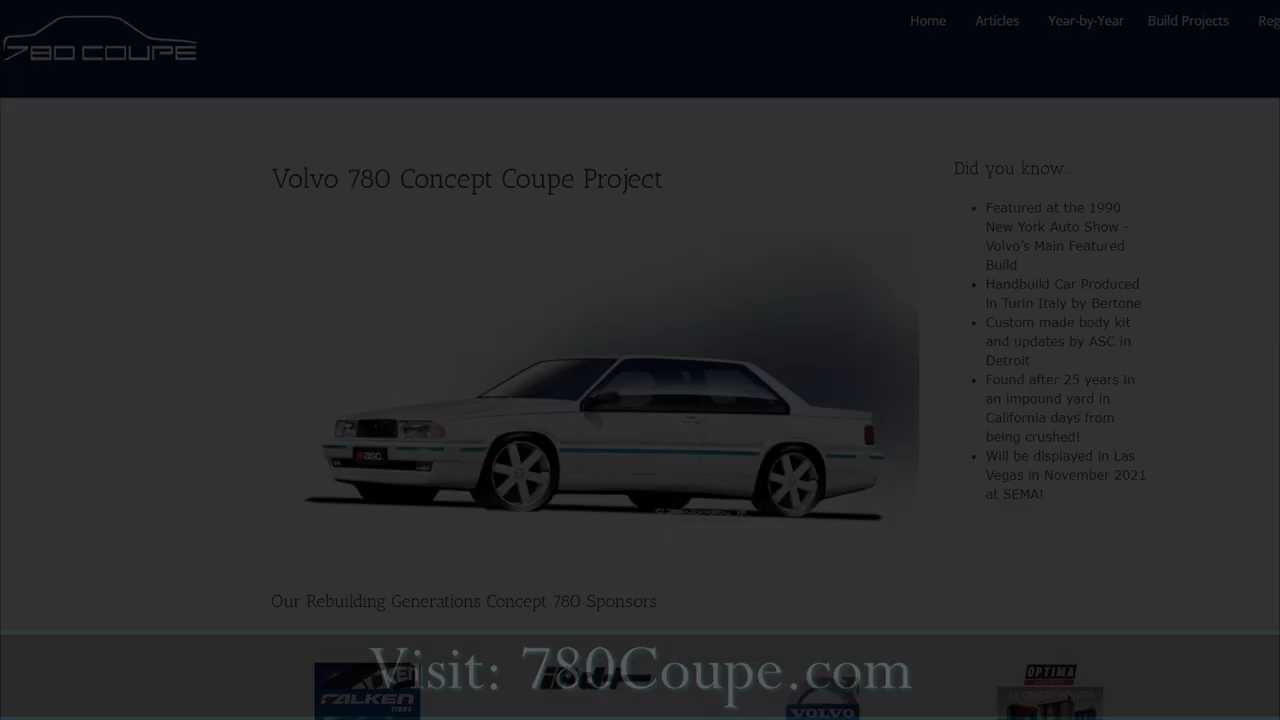 780 COUPE
Home
Articles
Year-by-Year
Build Projects
Reg
Volvo 780 Concept Coupe Project
Did you know...
• Featured at the 1990
New York Auto Show -
Volvo's Main Featured
Build
• Handbuild Car Produced
in Turin Italy by Bertone
• Custom made body kit
and updates by ASC in
Detroit
• Found after 25 years in
an impound yard in
California days from
being crushed!
• Will be displayed in Las
Vegas in November 2021
at SEMA!
asc
Our Rebuilding Generations Concept 780 Sponsors
Visit: 780Coupe.com
FALKEN
TIRES
VOLVO
OPTIMA